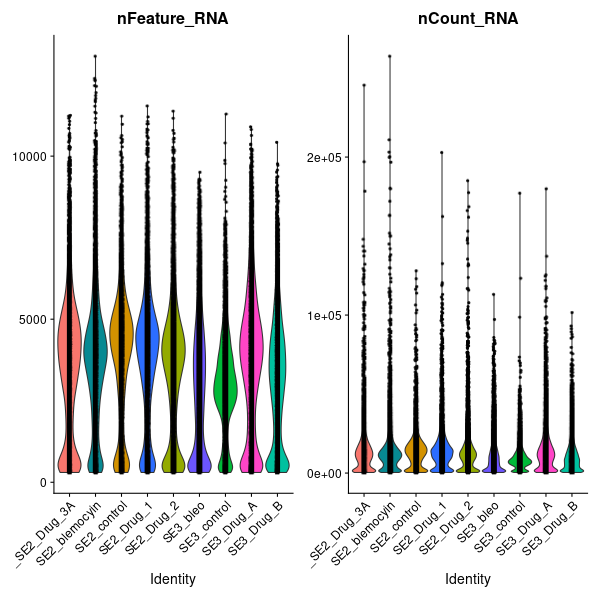 nFeature_RNA
10000
5000
0
_SE2_Drug_3A
SE2_blemocyin
SE2_control
SE2_Drug_1
SE2_Drug_2
SE3_bleo
SE3_control
SE3_Drug_A
SE3_Drug_B
Identity
nCount_RNA
2e+05
1e+05
0e+00
_SE2_Drug_3A
SE2_blemocyin
SE2_control
SE2_Drug_1
SE2_Drug_2
SE3_bleo
SE3_control
SE3_Drug_A
SE3_Drug_B
Identity